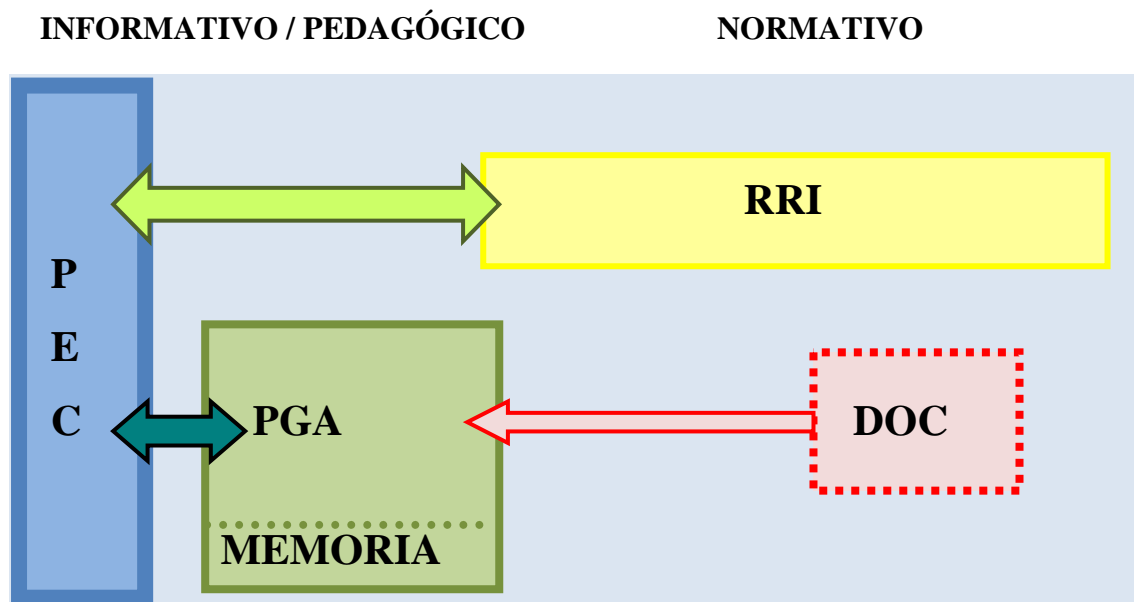 INFORMATIVO / PEDAGÓGICO NORMATIVO
RRI
P
E
C
PGA
DOC
MEMORIA